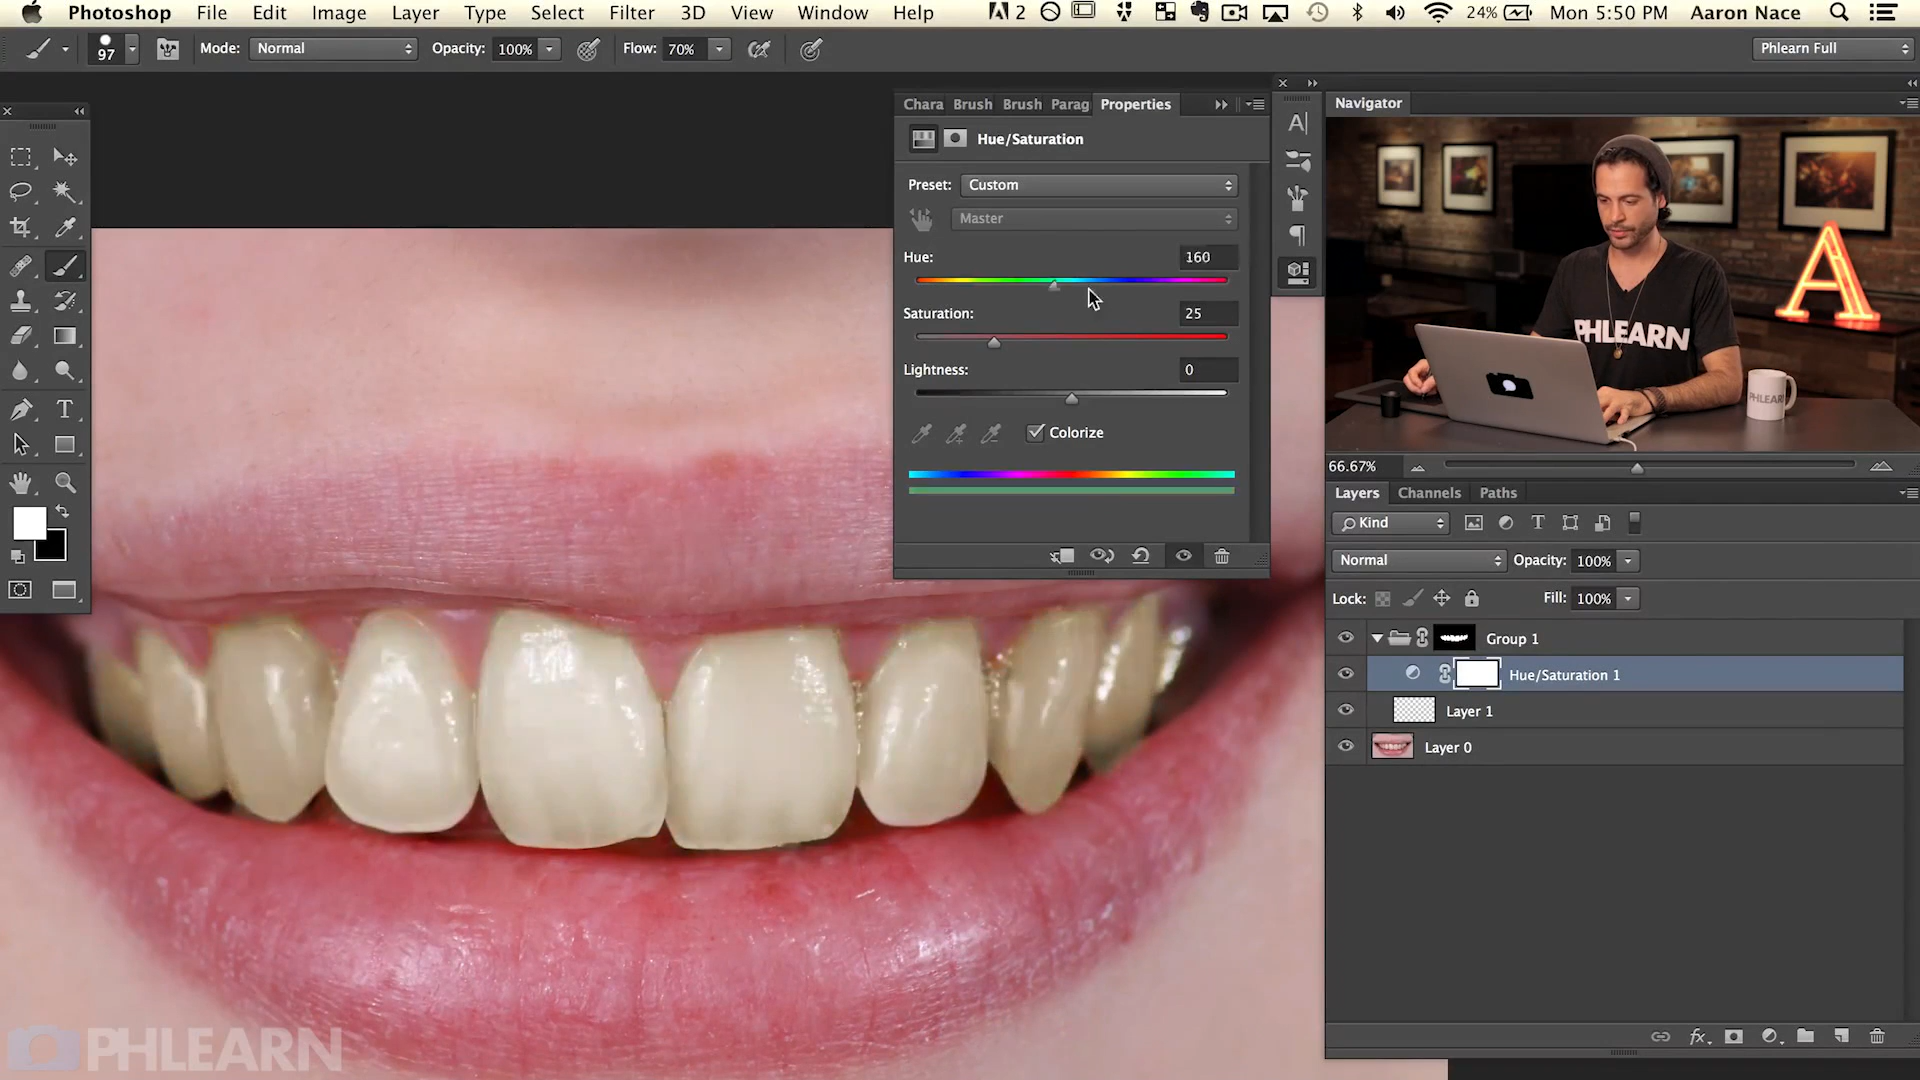 Photoshop File Edit Image Layer Type Select Filter 3D View Window Help 2 24% Mon 5:50 PM Aaron Nace
97 Mode: Normal Opacity: 100% Flow: 70% Phlearn Full
Chara Brush Brush Parag Properties
Navigator
Hue/Saturation
Preset: Custom
Master
Hue: 160
Saturation: 25
Lightness: 0
Colorize
A
PHLEARN
PHLEARN
66.67%
Layers Channels Paths
Kind
Normal Opacity: 100%
Lock: Fill: 100%
Group 1
Hue/Saturation 1
Layer 1
Layer 0
fx
PHLEARN